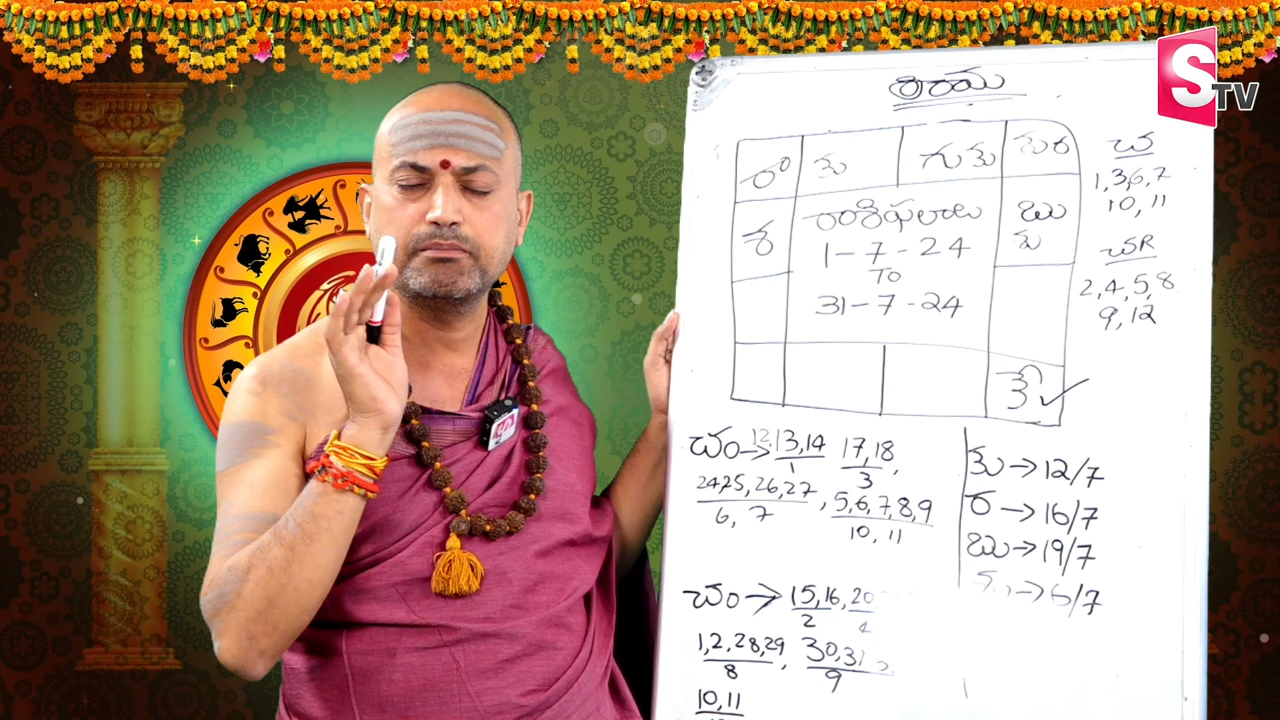 STV
శ్రీరామ
రా
కు
గు కు
శు ర
శ
రాశిఫలాలు
1-7-24
TO
31-7-24
బు
శు
కే ✓
చ
1,3,6,7
10,11
చR
2,4,5,8
9,12
చం→12,13,14
1
17,18,
3
24,25,26,27,
6, 7
5,6,7,8,9
10, 11
కు→12/7
ర→16/7
బు→19/7
శు→6/7
చం→15,16,20
2
4
1,2,28,29,
8
30,31
9
10,11